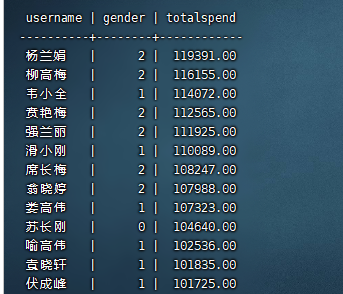 username | gender | totalspend
----------+--------+------------
杨兰娟 | 2 | 119391.00
柳高梅 | 2 | 116155.00
韦小全 | 1 | 114072.00
贲艳梅 | 2 | 112565.00
强兰丽 | 2 | 111925.00
滑小刚 | 1 | 110089.00
席长梅 | 2 | 108247.00
翁晓婷 | 2 | 107988.00
娄高伟 | 1 | 107323.00
苏长刚 | 0 | 104640.00
喻高伟 | 1 | 102536.00
袁晓轩 | 1 | 101835.00
伏成峰 | 1 | 101725.00